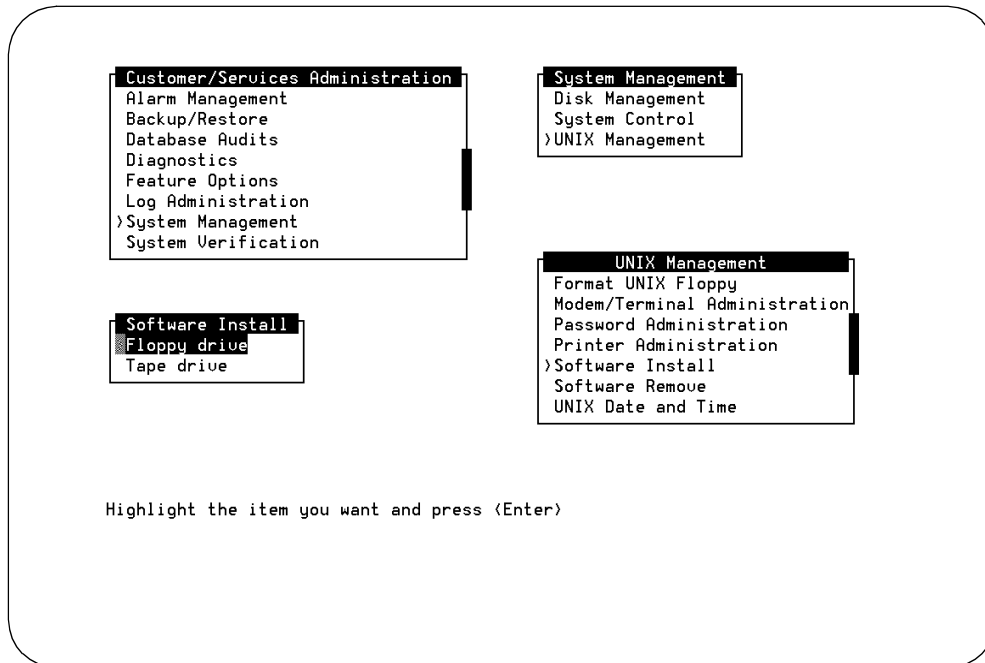 Customer/Services Administration
Alarm Management
Backup/Restore
Database Audits
Diagnostics
Feature Options
Log Administration
>System Management
System Verification
System Management
Disk Management
System Control
>UNIX Management
UNIX Management
Format UNIX Floppy
Modem/Terminal Administration
Password Administration
Printer Administration
>Software Install
Software Remove
UNIX Date and Time
Software Install
Floppy drive
Tape drive
Highlight the item you want and press <Enter>